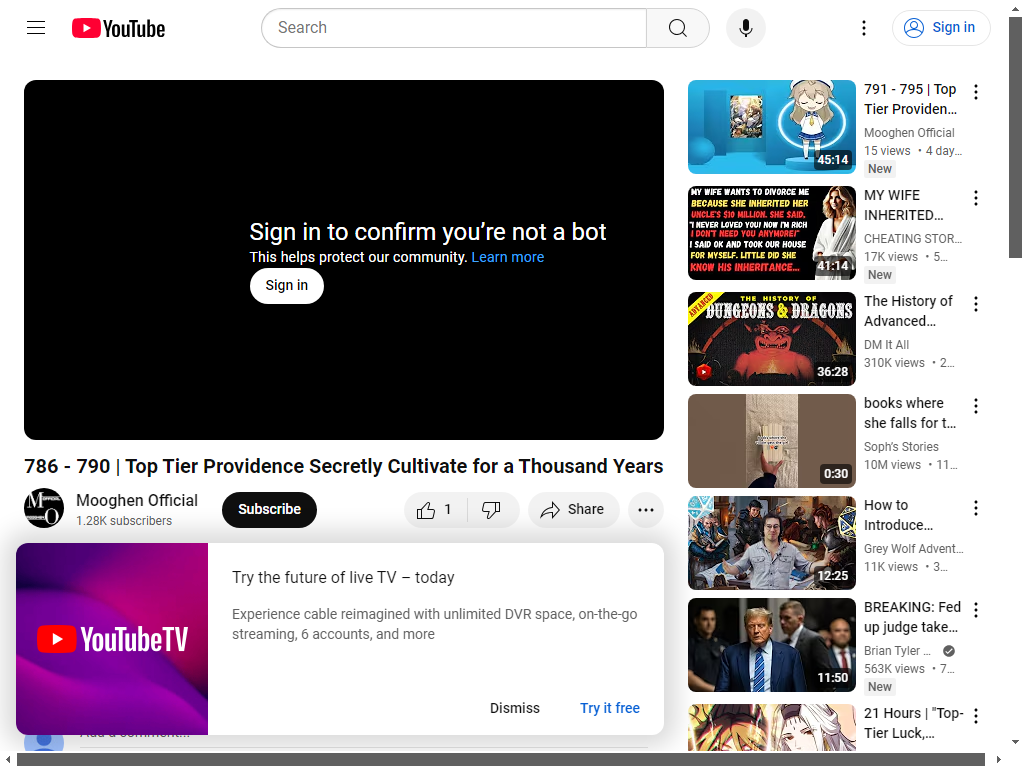 YouTube
Search
Sign in
Sign in to confirm you're not a bot
This helps protect our community. Learn more
Sign in
786 - 790 | Top Tier Providence Secretly Cultivate for a Thousand Years
Mooghen Official
1.28K subscribers
Subscribe
1
Share
Try the future of live TV – today
Experience cable reimagined with unlimited DVR space, on-the-go
streaming, 6 accounts, and more
YouTubeTV
Dismiss
Try it free
45:14
791 - 795 | Top
Tier Providen...
Mooghen Official
15 views • 4 day...
New
MY WIFE WANTS TO DIVORCE ME
BECAUSE SHE INHERITED HER
UNCLE'S $10 MILLION. SHE SAID,
"I NEVER LOVED YOU! NOW I'M RICH
I DON'T NEED YOU ANYMORE!"
I SAID OK AND TOOK OUR HOUSE
FOR MYSELF. LITTLE DID SHE
KNOW HIS INHERITANCE...
41:14
MY WIFE
INHERITED...
CHEATING STOR...
17K views • 5...
New
ADVANCED
THE HISTORY OF
DUNGEONS & DRAGONS
36:28
The History of
Advanced...
DM It All
310K views • 2...
0:30
books where
she falls for t...
Soph's Stories
10M views • 11...
12:25
How to
Introduce...
Grey Wolf Advent...
11K views • 3...
11:50
BREAKING: Fed
up judge take...
Brian Tyler ...
563K views • 7...
New
21 Hours | "Top-
Tier Luck,...